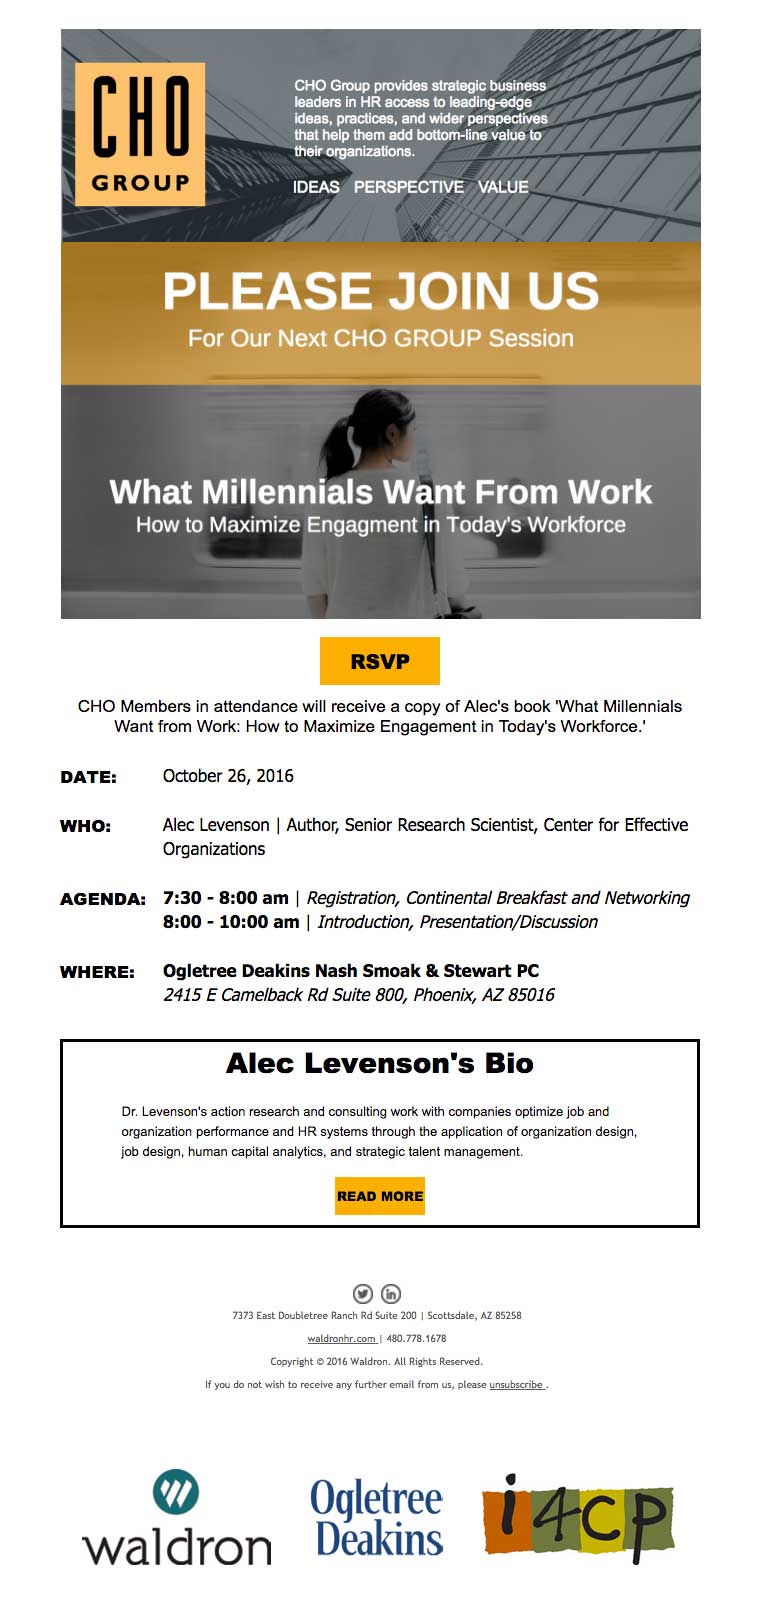 CHO
GROUP
CHO Group provides strategic business
leaders in HR access to leading-edge
ideas, practices, and wider perspectives
that help them add bottom-line value to
their organizations.
IDEAS PERSPECTIVE VALUE
PLEASE JOIN US
For Our Next CHO GROUP Session
What Millennials Want From Work
How to Maximize Engagment in Today's Workforce
RSVP
CHO Members in attendance will receive a copy of Alec's book 'What Millennials
Want from Work: How to Maximize Engagement in Today's Workforce.'
DATE: October 26, 2016
WHO: Alec Levenson | Author, Senior Research Scientist, Center for Effective
Organizations
AGENDA: 7:30 - 8:00 am | Registration, Continental Breakfast and Networking
8:00 - 10:00 am | Introduction, Presentation/Discussion
WHERE: Ogletree Deakins Nash Smoak & Stewart PC
2415 E Camelback Rd Suite 800, Phoenix, AZ 85016
Alec Levenson's Bio
Dr. Levenson's action research and consulting work with companies optimize job and
organization performance and HR systems through the application of organization design,
job design, human capital analytics, and strategic talent management.
READ MORE
in
7373 East Doubletree Ranch Rd Suite 200 | Scottsdale, AZ 85258
waldronhr.com | 480.778.1678
Copyright © 2016 Waldron. All Rights Reserved.
If you do not wish to receive any further email from us, please unsubscribe .
waldron
Ogletree
Deakins
i4cp